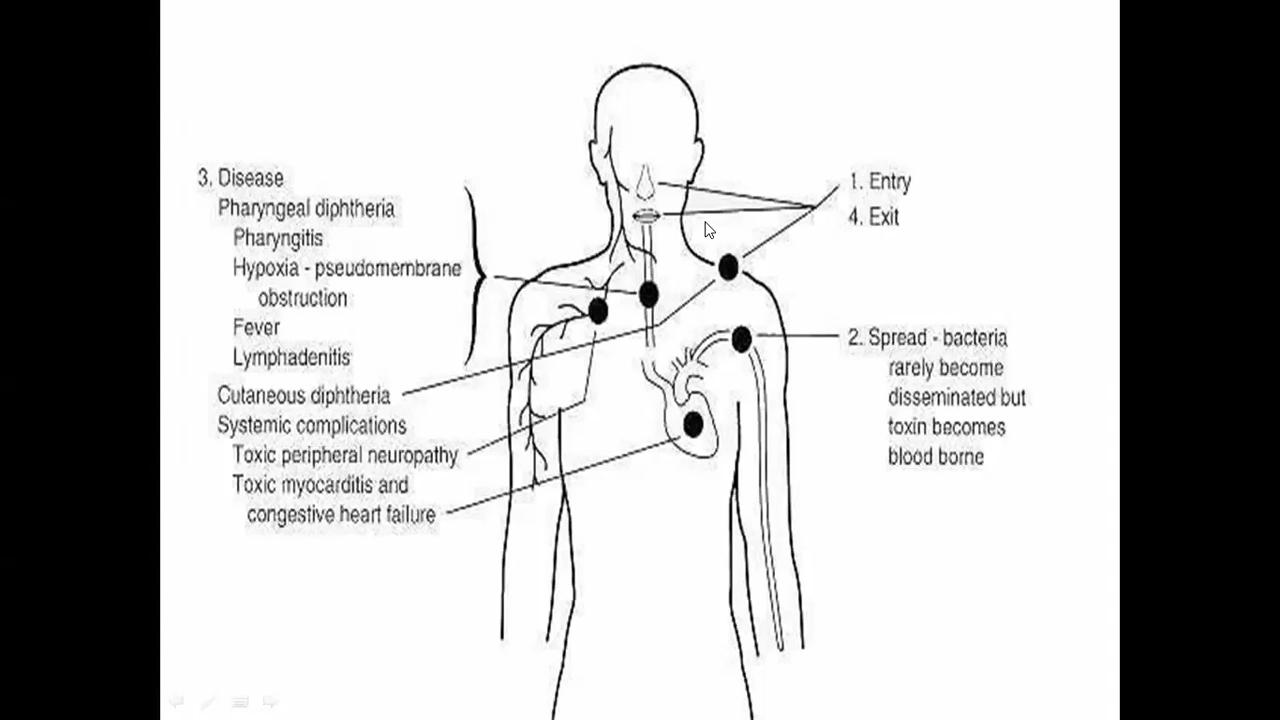 3. Disease
Pharyngeal diphtheria
Pharyngitis
Hypoxia - pseudomembrane
obstruction
Fever
Lymphadenitis
Cutaneous diphtheria
Systemic complications
Toxic peripheral neuropathy
Toxic myocarditis and
congestive heart failure
1. Entry
4. Exit
2. Spread - bacteria
rarely become
disseminated but
toxin becomes
blood borne